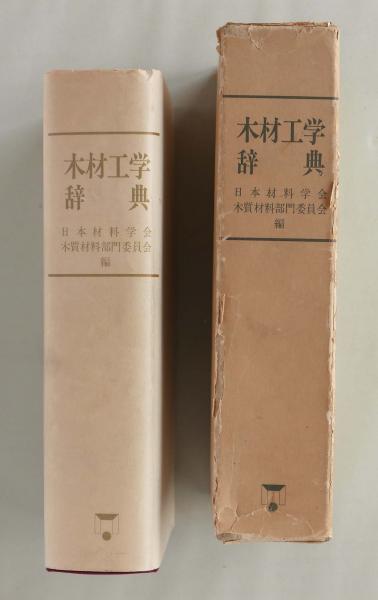 木材工学
辞典
日本材料学会
木質材料部門委員会
編
木材工学
辞典
日本材料学会
木質材料部門委員会
編